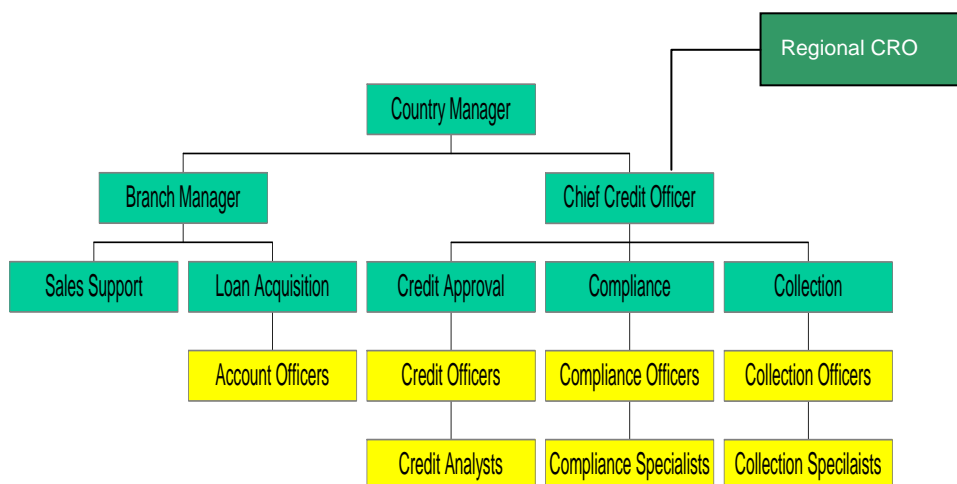 Regional CRO
Country Manager
Branch Manager
Chief Credit Officer
Sales Support
Loan Acquisition
Credit Approval
Compliance
Collection
Account Officers
Credit Officers
Compliance Officers
Collection Officers
Credit Analysts
Compliance Specialists
Collection Specilaists